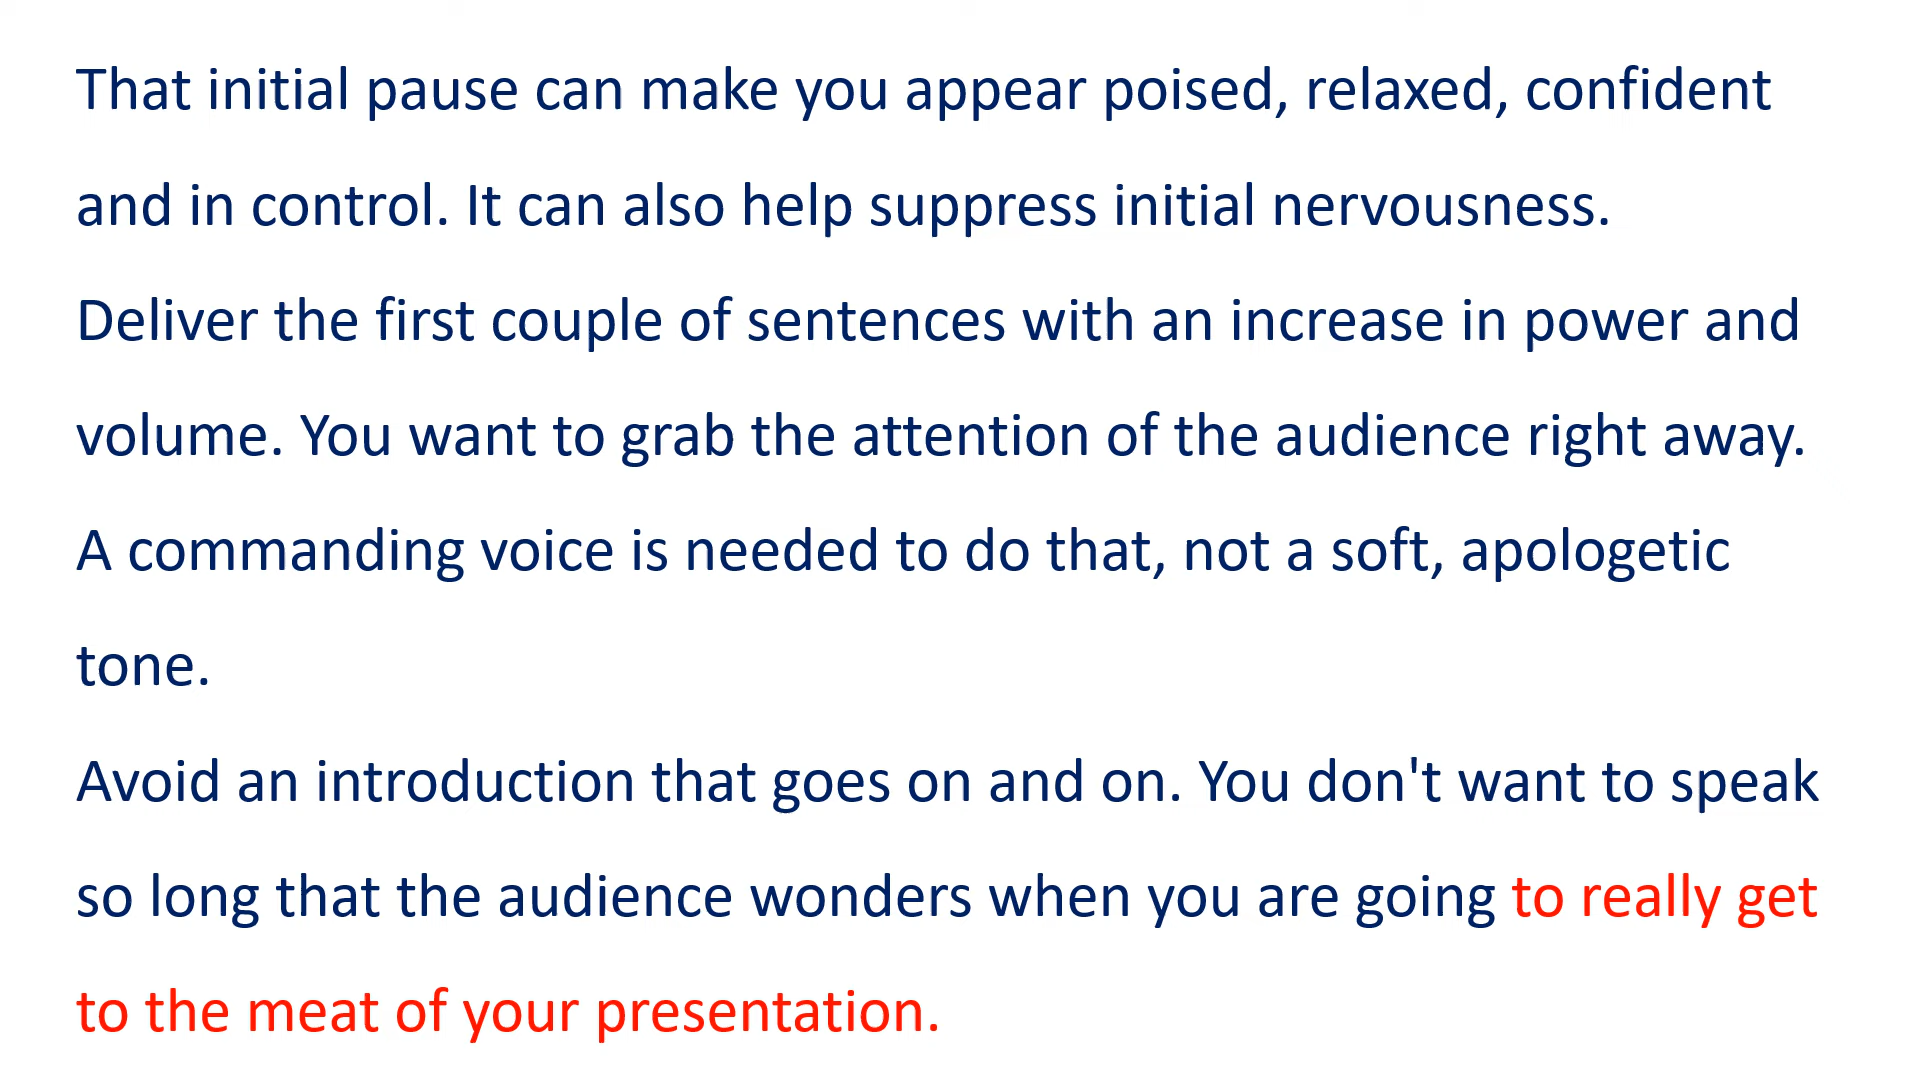 That initial pause can make you appear poised, relaxed, confident
and in control. It can also help suppress initial nervousness.
Deliver the first couple of sentences with an increase in power and
volume. You want to grab the attention of the audience right away.
A commanding voice is needed to do that, not a soft, apologetic
tone.
Avoid an introduction that goes on and on. You don't want to speak
so long that the audience wonders when you are going to really get
to the meat of your presentation.